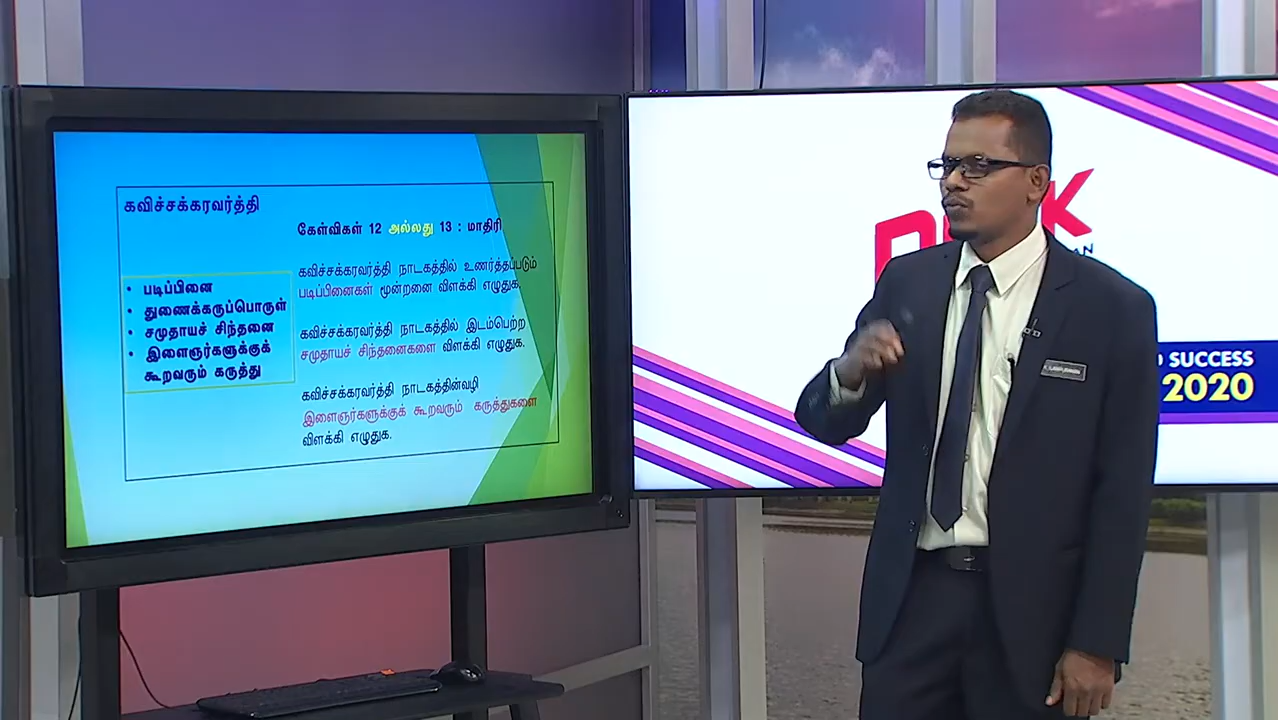 கவிச்சக்கரவர்த்தி
கேள்விகள் 12 அல்லது 13 : மாதிரி
• படிப்பினை
• துணைக்கருப்பொருள்
• சமுதாயச் சிந்தனை
• இளைஞர்களுக்குக்
கூறவரும் கருத்து
கவிச்சக்கரவர்த்தி நாடகத்தில் உணர்த்தப்படும்
படிப்பினைகள் மூன்றனை விளக்கி எழுதுக.
கவிச்சக்கரவர்த்தி நாடகத்தில் இடம்பெற்ற
சமுதாயச் சிந்தனைகளை விளக்கி எழுதுக.
கவிச்சக்கரவர்த்தி நாடகத்தின்வழி
இளைஞர்களுக்குக் கூறவரும் கருத்துகளை
விளக்கி எழுதுக.
SUCCESS
2020